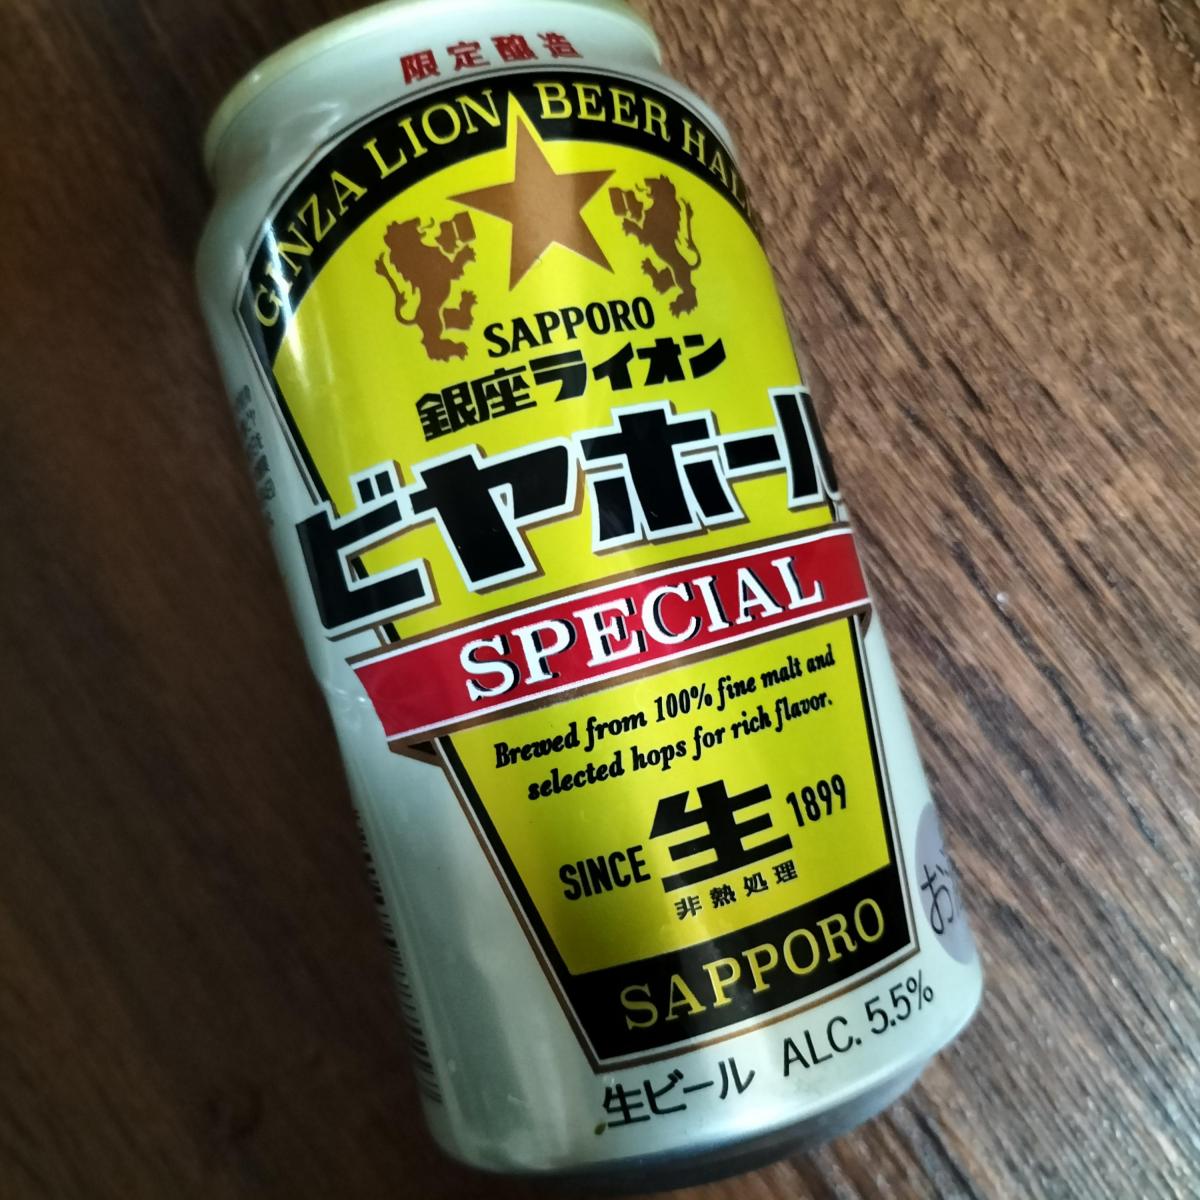 限定醸造
GINZA LION BEER HALL
SAPPORO
銀座ライオン
ビヤホール
SPECIAL
Brewed from 100% fine malt and
selected hops for rich flavor.
SINCE 生 1899
非熱処理
SAPPORO
生ビール ALC. 5.5%